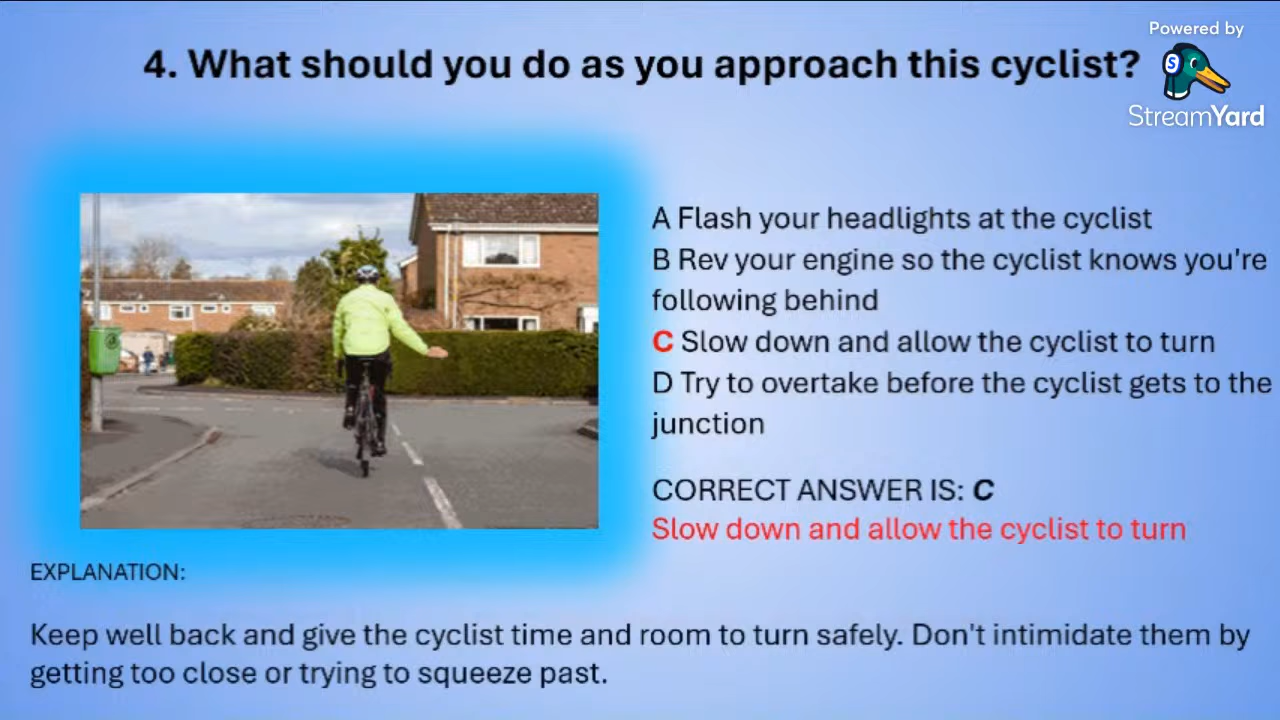 Powered by
StreamYard
4. What should you do as you approach this cyclist?
A Flash your headlights at the cyclist
B Rev your engine so the cyclist knows you're
following behind
C Slow down and allow the cyclist to turn
D Try to overtake before the cyclist gets to the
junction
CORRECT ANSWER IS: C
Slow down and allow the cyclist to turn
EXPLANATION:
Keep well back and give the cyclist time and room to turn safely. Don't intimidate them by
getting too close or trying to squeeze past.